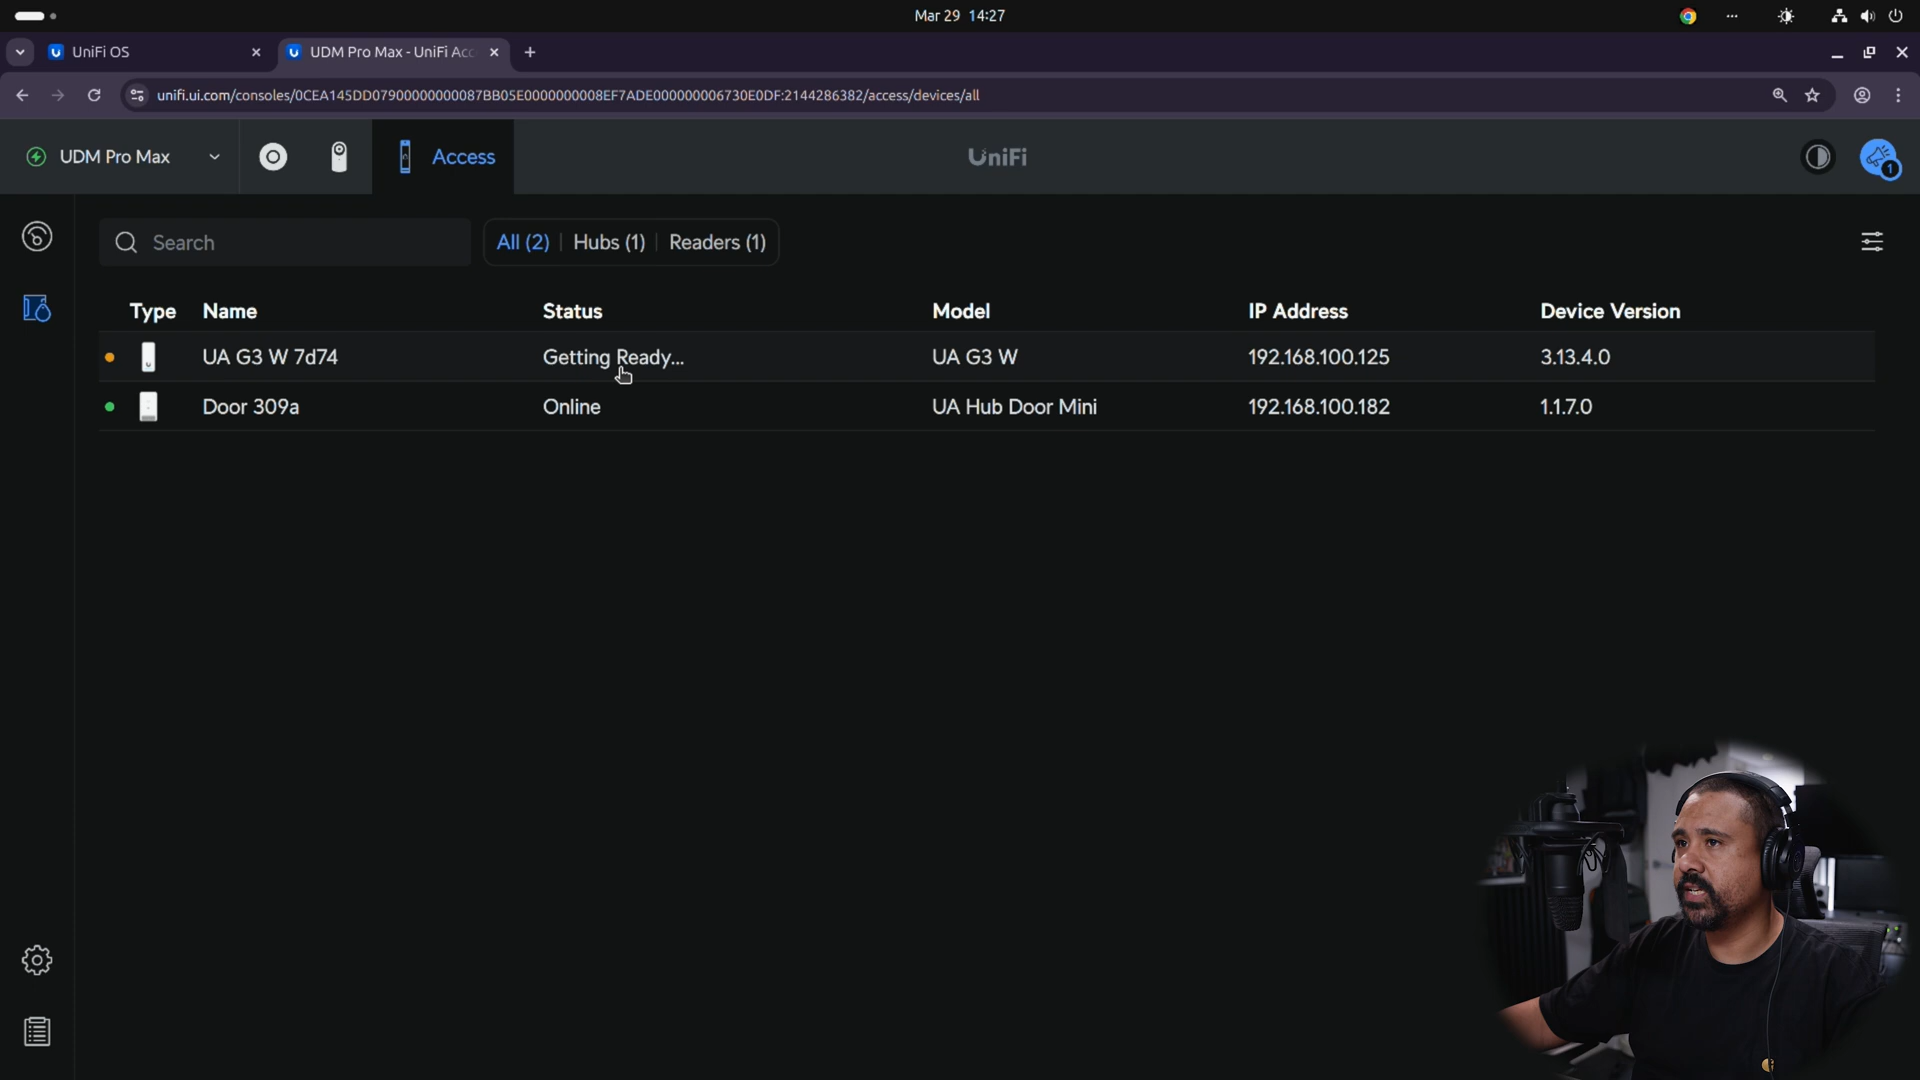 Mar 29 14:27
UniFi OS
UDM Pro Max - UniFi Acc
unifi.ui.com/consoles/0CEA145DD07900000000087BB05E0000000008EF7ADE000000006730E0DF:2144286382/access/devices/all
UDM Pro Max
Access
UniFi
1
Search
All (2) | Hubs (1) | Readers (1)
Type Name Status Model IP Address Device Version
UA G3 W 7d74 Getting Ready... UA G3 W 192.168.100.125 3.13.4.0
Door 309a Online UA Hub Door Mini 192.168.100.182 1.1.7.0